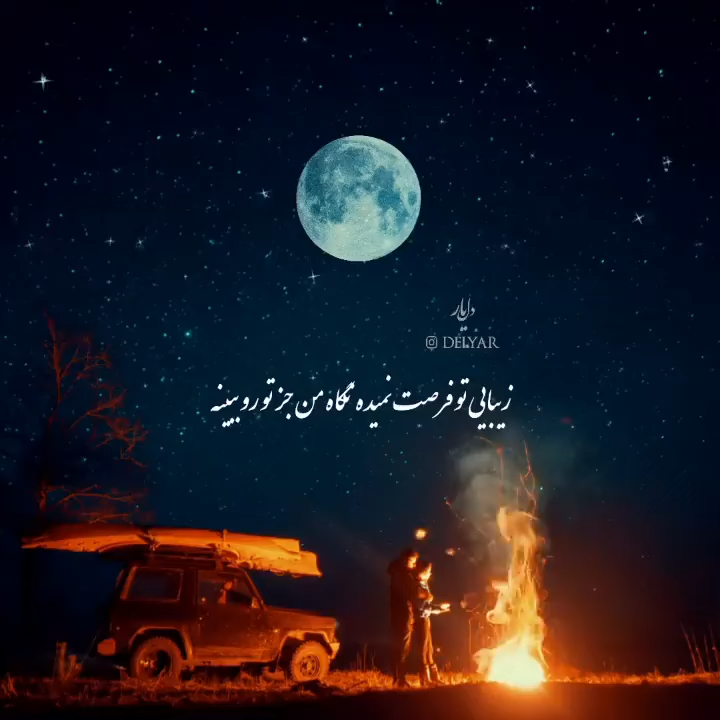 دلیار
DELYAR
زیبایی تو فرصت نمیده نگاه من جز تو رو ببینه